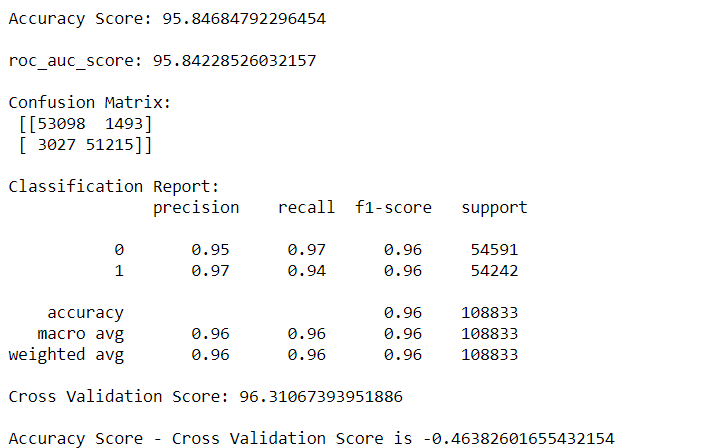 Accuracy Score: 95.84684792296454
roc_auc_score: 95.84228526032157
Confusion Matrix:
[[53098 1493]
[ 3027 51215]]
Classification Report:
precision recall f1-score support
0 0.95 0.97 0.96 54591
1 0.97 0.94 0.96 54242
accuracy 0.96 108833
macro avg 0.96 0.96 0.96 108833
weighted avg 0.96 0.96 0.96 108833
Cross Validation Score: 96.31067393951886
Accuracy Score - Cross Validation Score is -0.46382601655432154